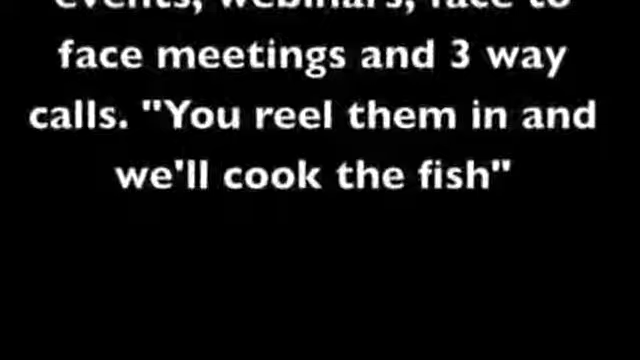 events, webinars, face to
face meetings and 3 way
calls. "You reel them in and
we'll cook the fish"